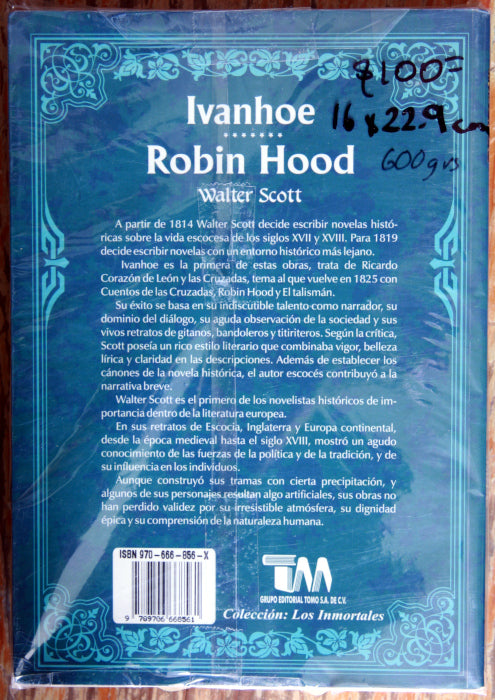 $100=
16 x 22.9 cm
600 grs
Ivanhoe
*******
Robin Hood
Walter Scott
A partir de 1814 Walter Scott decide escribir novelas histó-
ricas sobre la vida escocesa de los siglos XVII y XVIII. Para 1819
decide escribir novelas con un entorno histórico más lejano.
Ivanhoe es la primera de estas obras, trata de Ricardo
Corazón de León y las Cruzadas, tema al que vuelve en 1825 con
Cuentos de las Cruzadas, Robin Hood y El talismán.
Su éxito se basa en su indiscutible talento como narrador, su
dominio del diálogo, su aguda observación de la sociedad y sus
vivos retratos de gitanos, bandoleros y titiriteros. Según la crítica,
Scott poseía un rico estilo literario que combinaba vigor, belleza
lírica y claridad en las descripciones. Además de establecer los
cánones de la novela histórica, el autor escocés contribuyó a la
narrativa breve.
Walter Scott es el primero de los novelistas históricos de im-
portancia dentro de la literatura europea.
En sus retratos de Escocia, Inglaterra y Europa continental,
desde la época medieval hasta el siglo XVIII, mostró un agudo
conocimiento de las fuerzas de la política y de la tradición, y de
su influencia en los individuos.
Aunque construyó sus tramas con cierta precipitación, y
algunos de sus personajes resultan algo artificiales, sus obras no
han perdido validez por su irresistible atmósfera, su dignidad
épica y su comprensión de la naturaleza humana.
ISBN 970-666-856-X
9 789706 668561
TM
GRUPO EDITORIAL TOMO S.A. DE C.V.
Colección: Los Inmortales